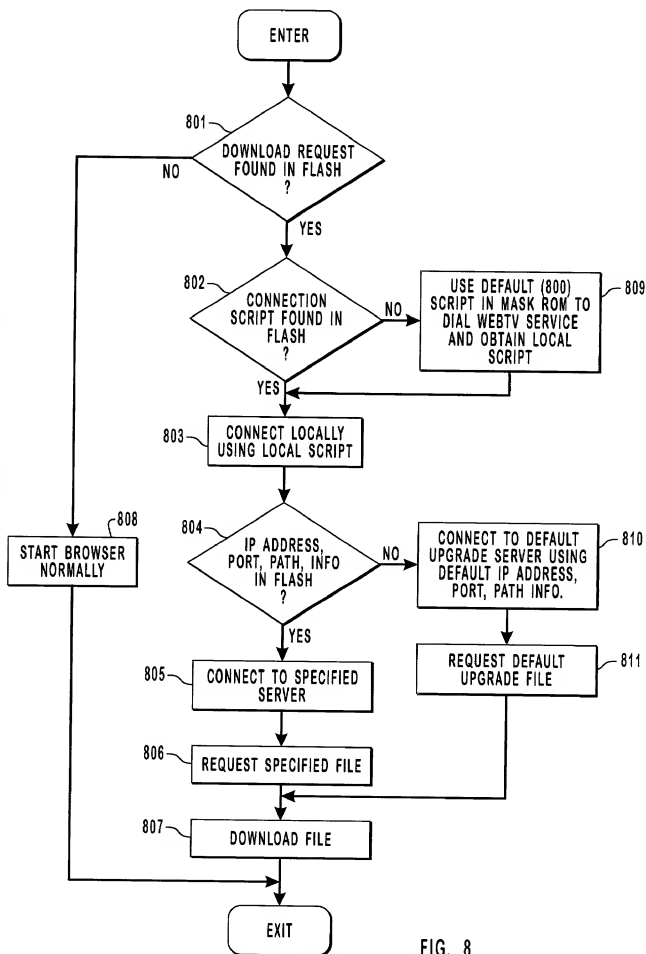 ENTER
801
DOWNLOAD REQUEST
FOUND IN FLASH
?
NO
YES
802
CONNECTION
SCRIPT FOUND IN
FLASH
?
NO
YES
USE DEFAULT (800)
SCRIPT IN MASK ROM TO
DIAL WEBTV SERVICE
AND OBTAIN LOCAL
SCRIPT
809
803
CONNECT LOCALLY
USING LOCAL SCRIPT
808
START BROWSER
NORMALLY
804
IP ADDRESS,
PORT, PATH, INFO
IN FLASH
?
NO
YES
CONNECT TO DEFAULT
UPGRADE SERVER USING
DEFAULT IP ADDRESS,
PORT, PATH INFO.
810
805
CONNECT TO SPECIFIED
SERVER
REQUEST DEFAULT
UPGRADE FILE
811
806
REQUEST SPECIFIED FILE
807
DOWNLOAD FILE
EXIT
FIG. 8